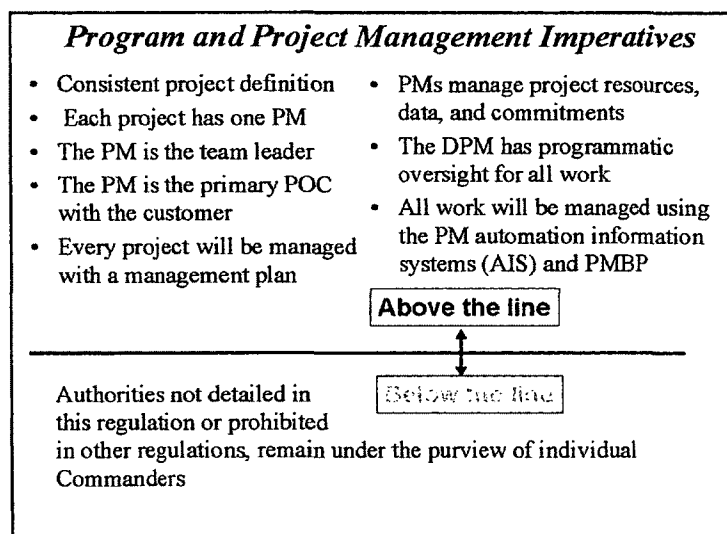 Program and Project Management Imperatives
• Consistent project definition
• Each project has one PM
• The PM is the team leader
• The PM is the primary POC
with the customer
• Every project will be managed
with a management plan
• PMs manage project resources,
data, and commitments
• The DPM has programmatic
oversight for all work
• All work will be managed using
the PM automation information
systems (AIS) and PMBP
Above the line
Below the line
Authorities not detailed in
this regulation or prohibited
in other regulations, remain under the purview of individual
Commanders